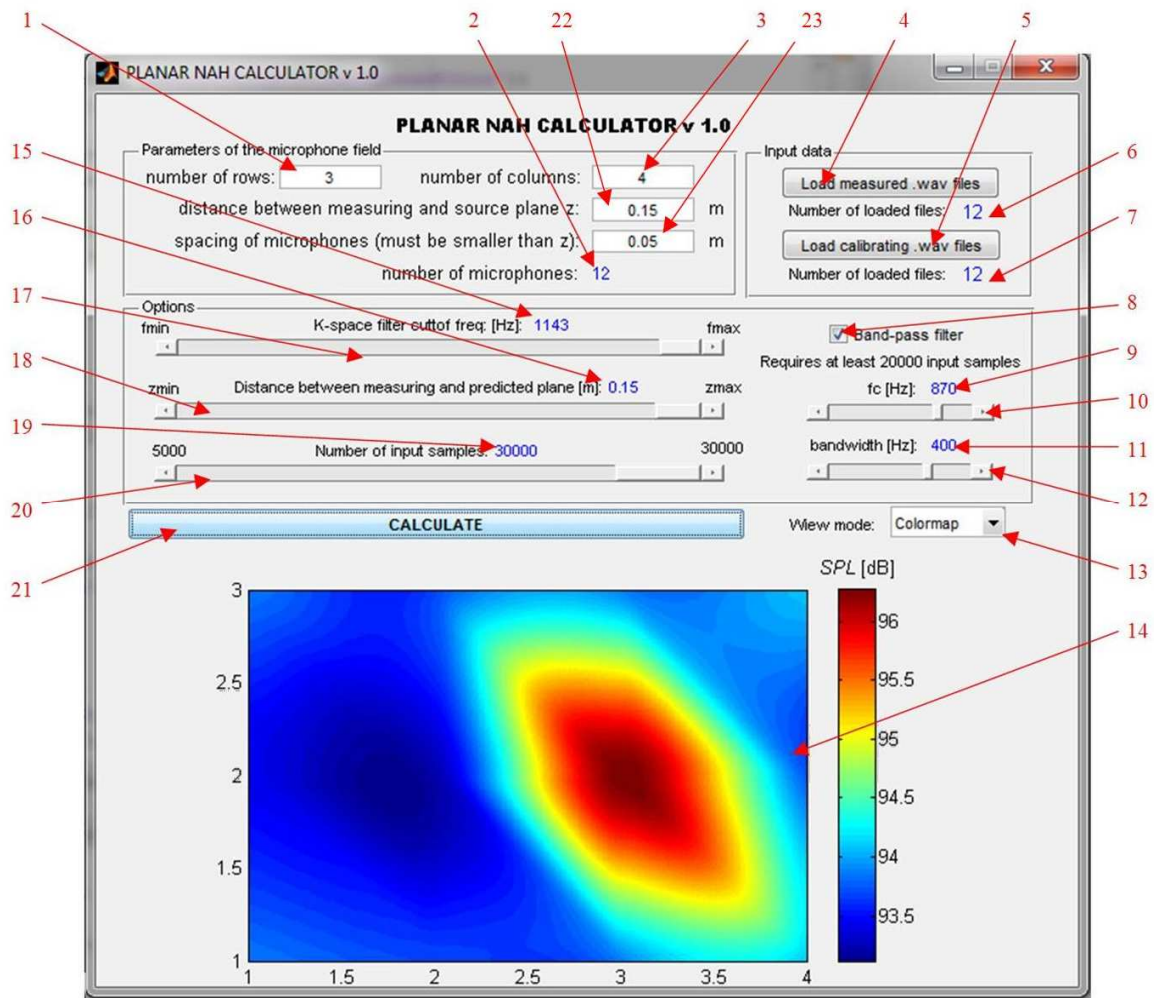 1 2 22 3 23 4 5
PLANAR NAH CALCULATOR v 1.0
PLANAR NAH CALCULATOR v 1.0
15
Parameters of the microphone field
number of rows: 3 number of columns: 4
16
distance between measuring and source plane z: 0.15 m
spacing of microphones (must be smaller than z): 0.05 m
17
number of microphones: 12
Input data
Load measured .wav files
6
Number of loaded files: 12
7
Load calibrating .wav files
Number of loaded files: 12
Options
fmin K-space filter cuttof freq: [Hz]: 1143 fmax
18
zmin Distance between measuring and predicted plane [m]: 0.15 zmax
19
5000 Number of input samples: 30000 30000
20
Band-pass filter
8
Requires at least 20000 input samples
9
fc [Hz]: 870
10
bandwidth [Hz]: 400
11
12
CALCULATE
Wiew mode: Colormap
21
13
SPL [dB]
14
3
2.5
2
1.5
1
1 1.5 2 2.5 3 3.5 4
96
95.5
95
94.5
94
93.5